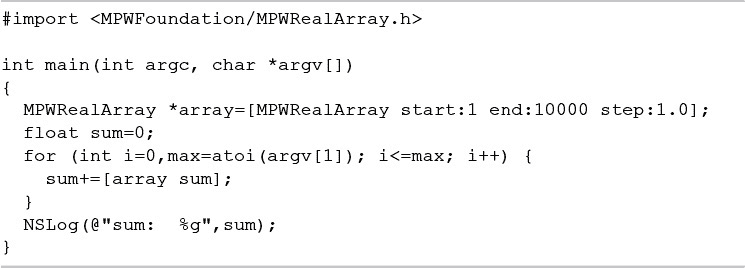 #import <MPWFoundation/MPWRealArray.h>

int main(int argc, char *argv[])
{
  MPWRealArray *array=[MPWRealArray start:1 end:10000 step:1.0];
  float sum=0;
  for (int i=0,max=atoi(argv[1]); i<=max; i++) {
    sum+=[array sum];
  }
  NSLog(@"sum:  %g",sum);
}